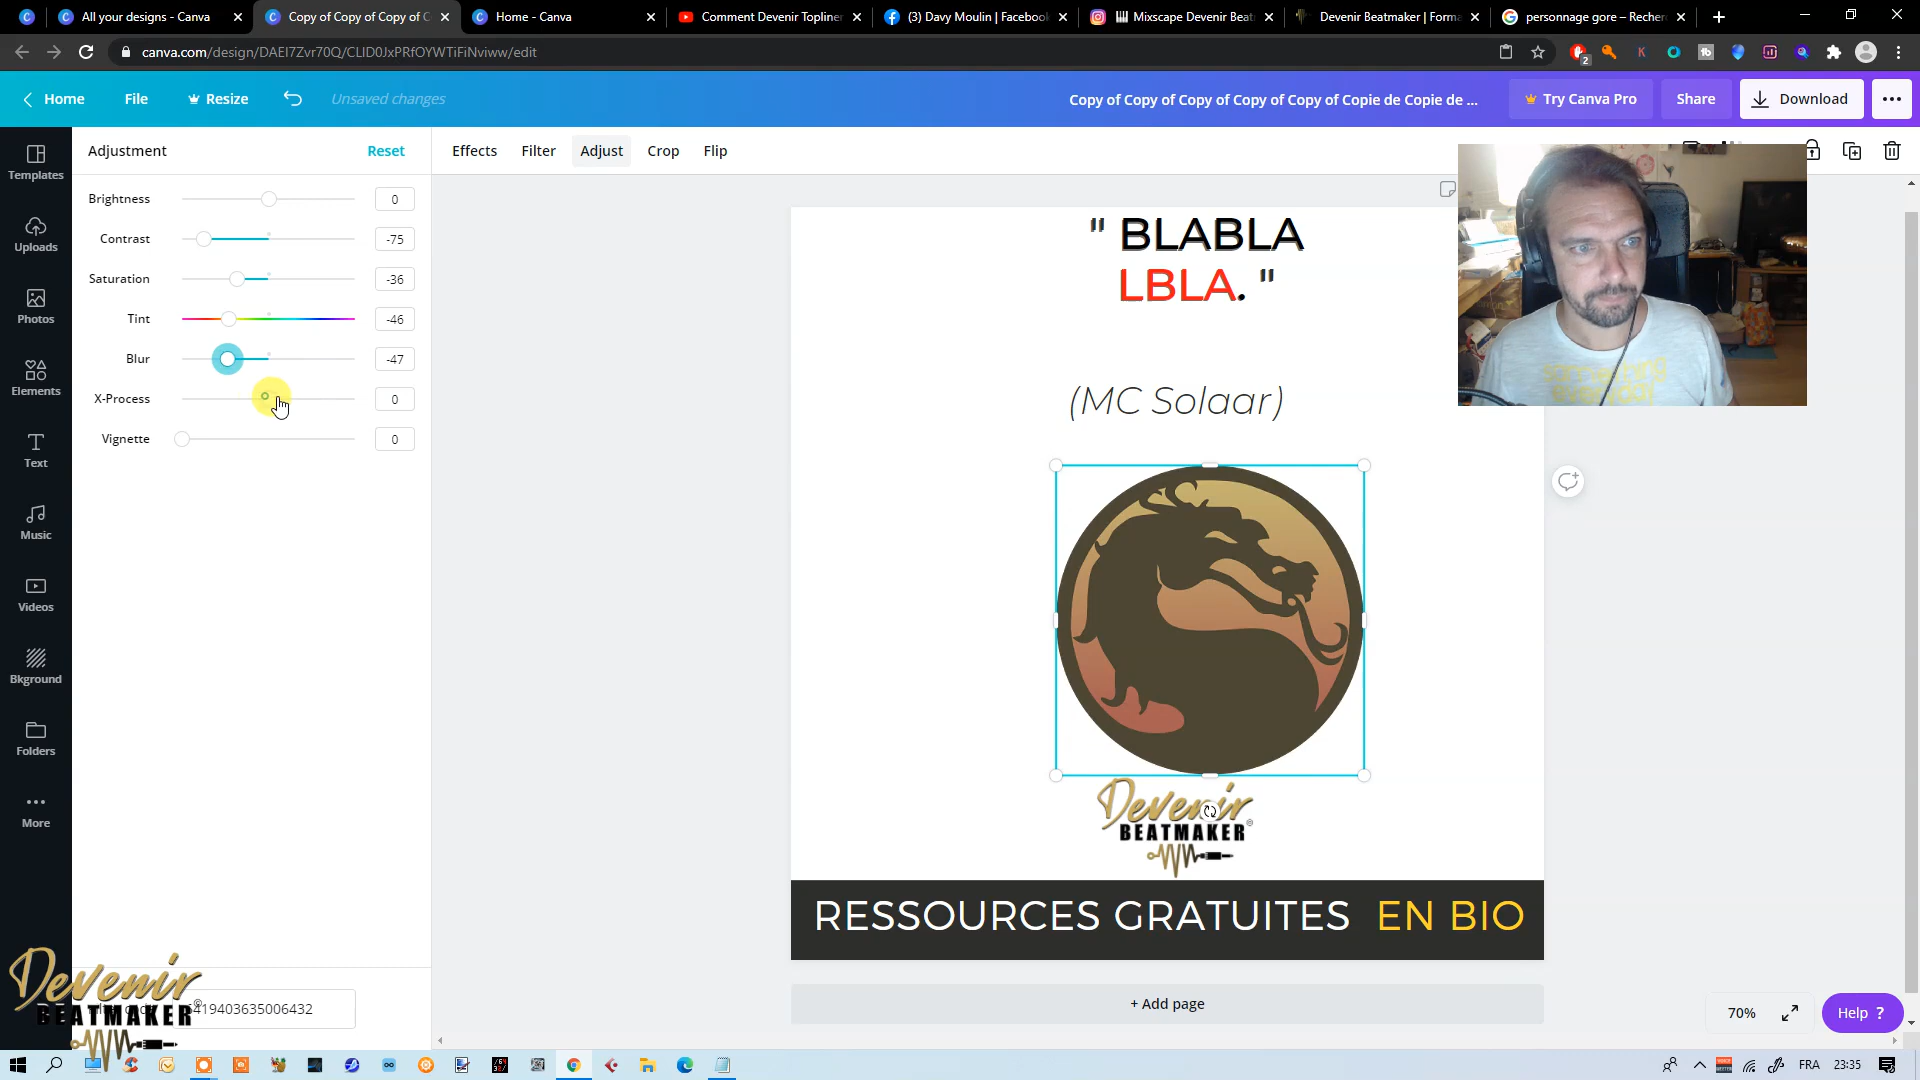 All your designs - Canva
Copy of Copy of Copy of C
Home - Canva
Comment Devenir Topliner
(3) Davy Moulin | Facebook
Mixscape Devenir Beat
Devenir Beatmaker | Forma
personnage gore – Recher
canva.com/design/DAEI7Zvr70Q/CLID0JxPRfOYWTiFiNviww/edit
2
Home
File
Resize
Unsaved changes
Copy of Copy of Copy of Copy of Copy of Copie de Copie de ...
Try Canva Pro
Share
Download
Adjustment
Reset
Effects
Filter
Adjust
Crop
Flip
Templates
Uploads
Photos
Elements
Text
Music
Videos
Bkground
Folders
More
Brightness 0
Contrast -75
Saturation -36
Tint -46
Blur -47
X-Process 0
Vignette 0
" BLABLA
LBLA. "
(MC Solaar)
Devenir
BEATMAKER
RESSOURCES GRATUITES EN BIO
+ Add page
something
everyday
Devenir
BEATMAKER
6419403635006432
70%
Help ?
FRA
23:35